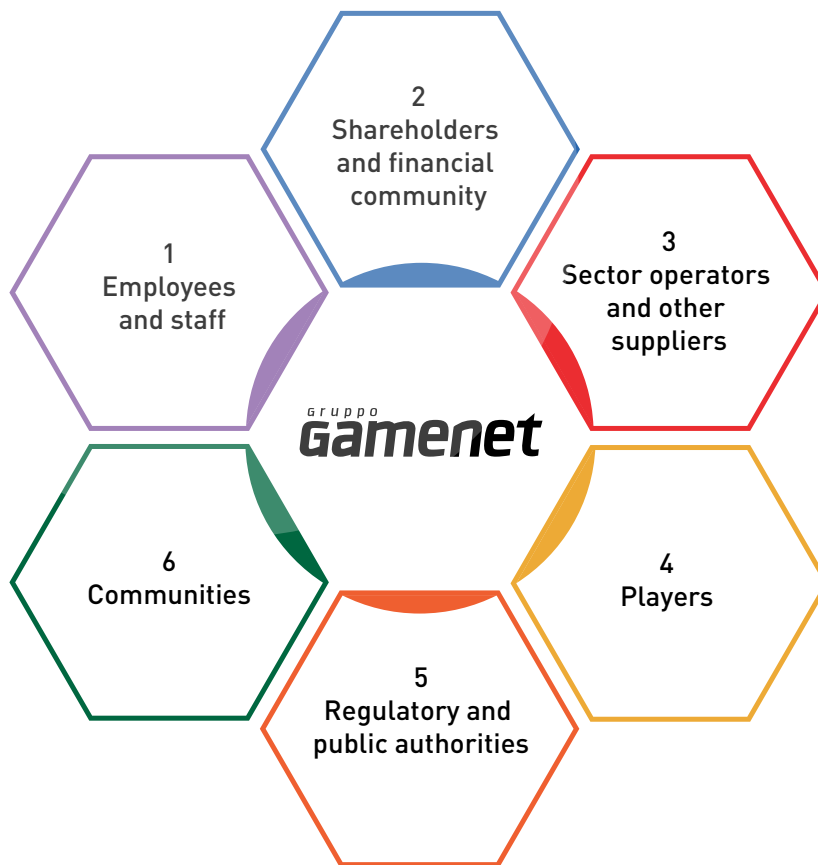 1
Employees
and staff
2
Shareholders
and financial
community
3
Sector operators
and other
suppliers
4
Players
5
Regulatory and
public authorities
6
Communities
Gruppo
Gamenet